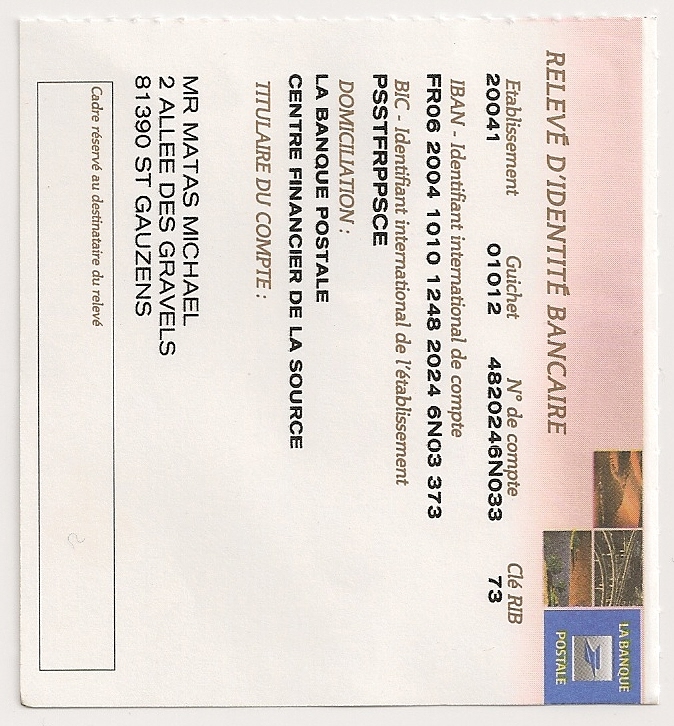 RELEVÉ D'IDENTITÉ BANCAIRE
LA BANQUE
POSTALE
Etablissement Guichet N° de compte Clé RIB
20041 01012 4820246N033 73
IBAN - Identifiant international de compte
FR06 2004 1010 1248 2024 6N03 373
BIC - Identifiant international de l'établissement
PSSTFRPPSCE
DOMICILIATION :
LA BANQUE POSTALE
CENTRE FINANCIER DE LA SOURCE
TITULAIRE DU COMPTE :
MR MATAS MICHAEL
2 ALLEE DES GRAVELS
81390 ST GAUZENS
Cadre réservé au destinataire du relevé